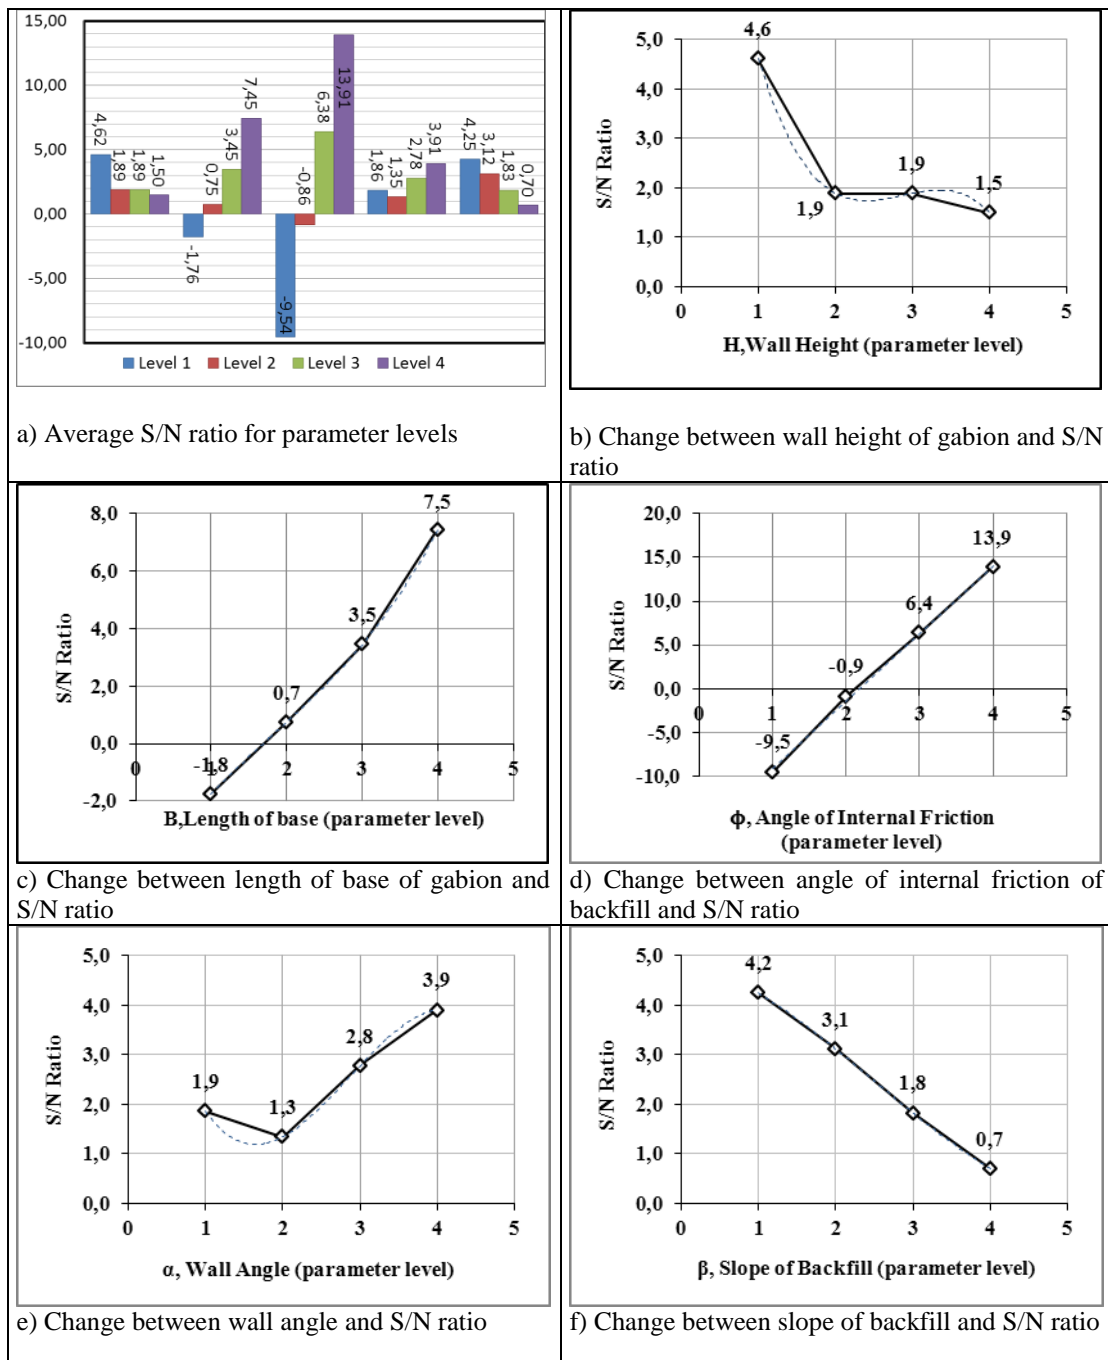 15,00
10,00
5,00
0,00
-5,00
-10,00
4,62
1,89
1,89
1,50
-1,76
0,75
3,45
7,45
-9,54
-0,86
6,38
13,91
1,86
1,35
2,78
3,91
4,25
3,12
1,83
0,70
Level 1 Level 2 Level 3 Level 4
a) Average S/N ratio for parameter levels
5,0
4,0
3,0
2,0
1,0
0,0
S/N Ratio
4,6
1,9
1,9
1,5
0 1 2 3 4 5
H,Wall Height (parameter level)
b) Change between wall height of gabion and S/N
ratio
8,0
6,0
4,0
2,0
0,0
-2,0
S/N Ratio
-1,8
0,7
3,5
7,5
0 1 2 3 4 5
B,Length of base (parameter level)
c) Change between length of base of gabion and
S/N ratio
20,0
15,0
10,0
5,0
0,0
-5,0
-10,0
S/N Ratio
-9,5
-0,9
6,4
13,9
0 1 2 3 4 5
ϕ, Angle of Internal Friction
(parameter level)
d) Change between angle of internal friction of
backfill and S/N ratio
5,0
4,0
3,0
2,0
1,0
0,0
S/N Ratio
1,9
1,3
2,8
3,9
0 1 2 3 4 5
α, Wall Angle (parameter level)
e) Change between wall angle and S/N ratio
5,0
4,0
3,0
2,0
1,0
0,0
S/N Ratio
4,2
3,1
1,8
0,7
0 1 2 3 4 5
β, Slope of Backfill (parameter level)
f) Change between slope of backfill and S/N ratio